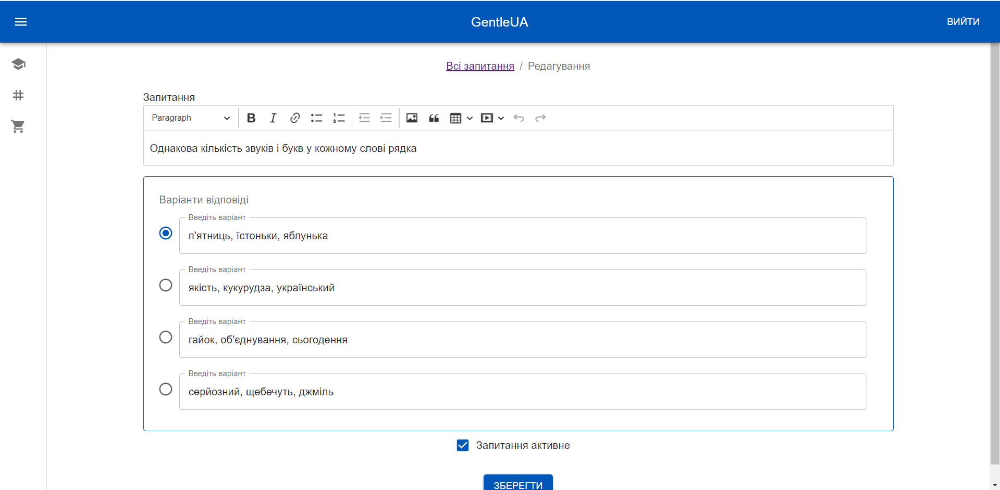 GentleUA
ВИЙТИ
Всі запитання / Редагування
Запитання
Paragraph
Однакова кількість звуків і букв у кожному слові рядка
Варіанти відповіді
Введіть варіант
п'ятниць, їстоньки, яблунька
Введіть варіант
якість, кукурудза, український
Введіть варіант
гайок, об'єднування, сьогодення
Введіть варіант
серйозний, щебечуть, джміль
Запитання активне
ЗБЕРЕГТИ